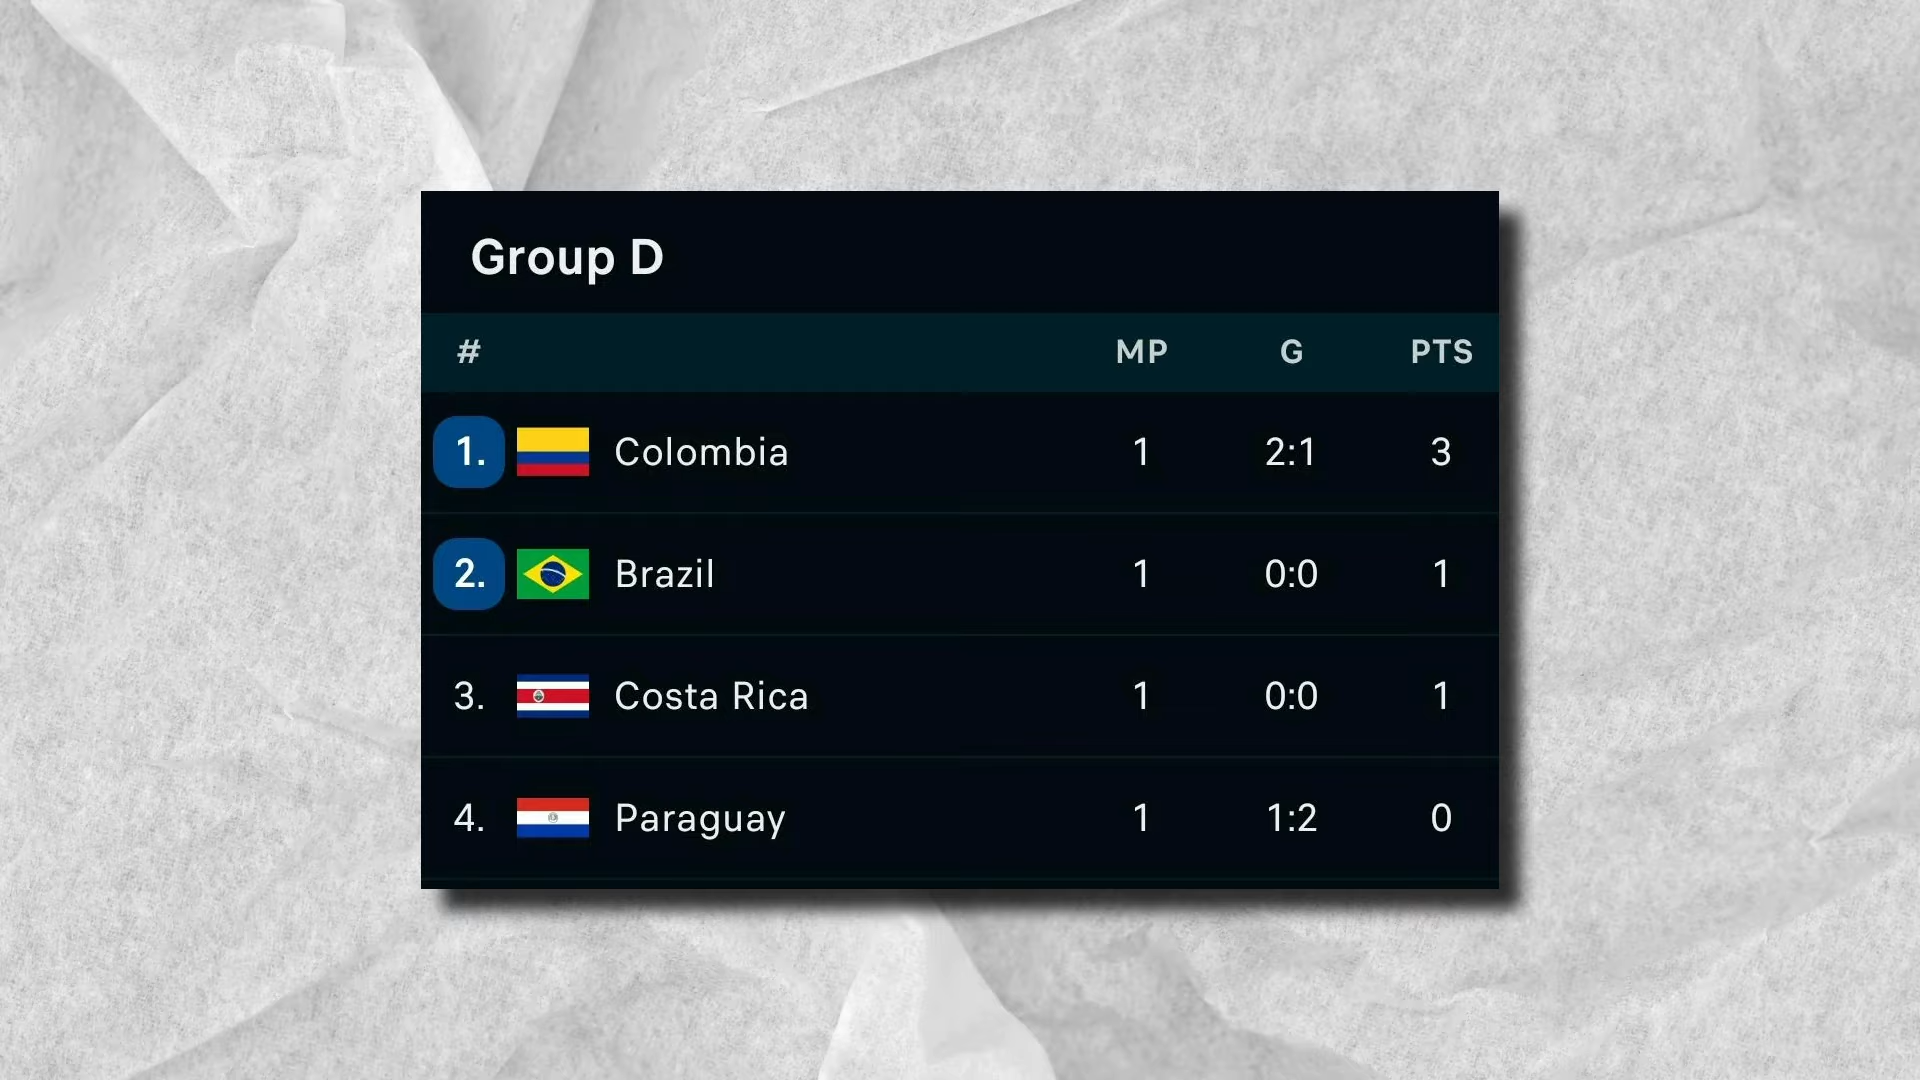 Group D
# MP G PTS
1. Colombia 1 2:1 3
2. Brazil 1 0:0 1
3. Costa Rica 1 0:0 1
4. Paraguay 1 1:2 0